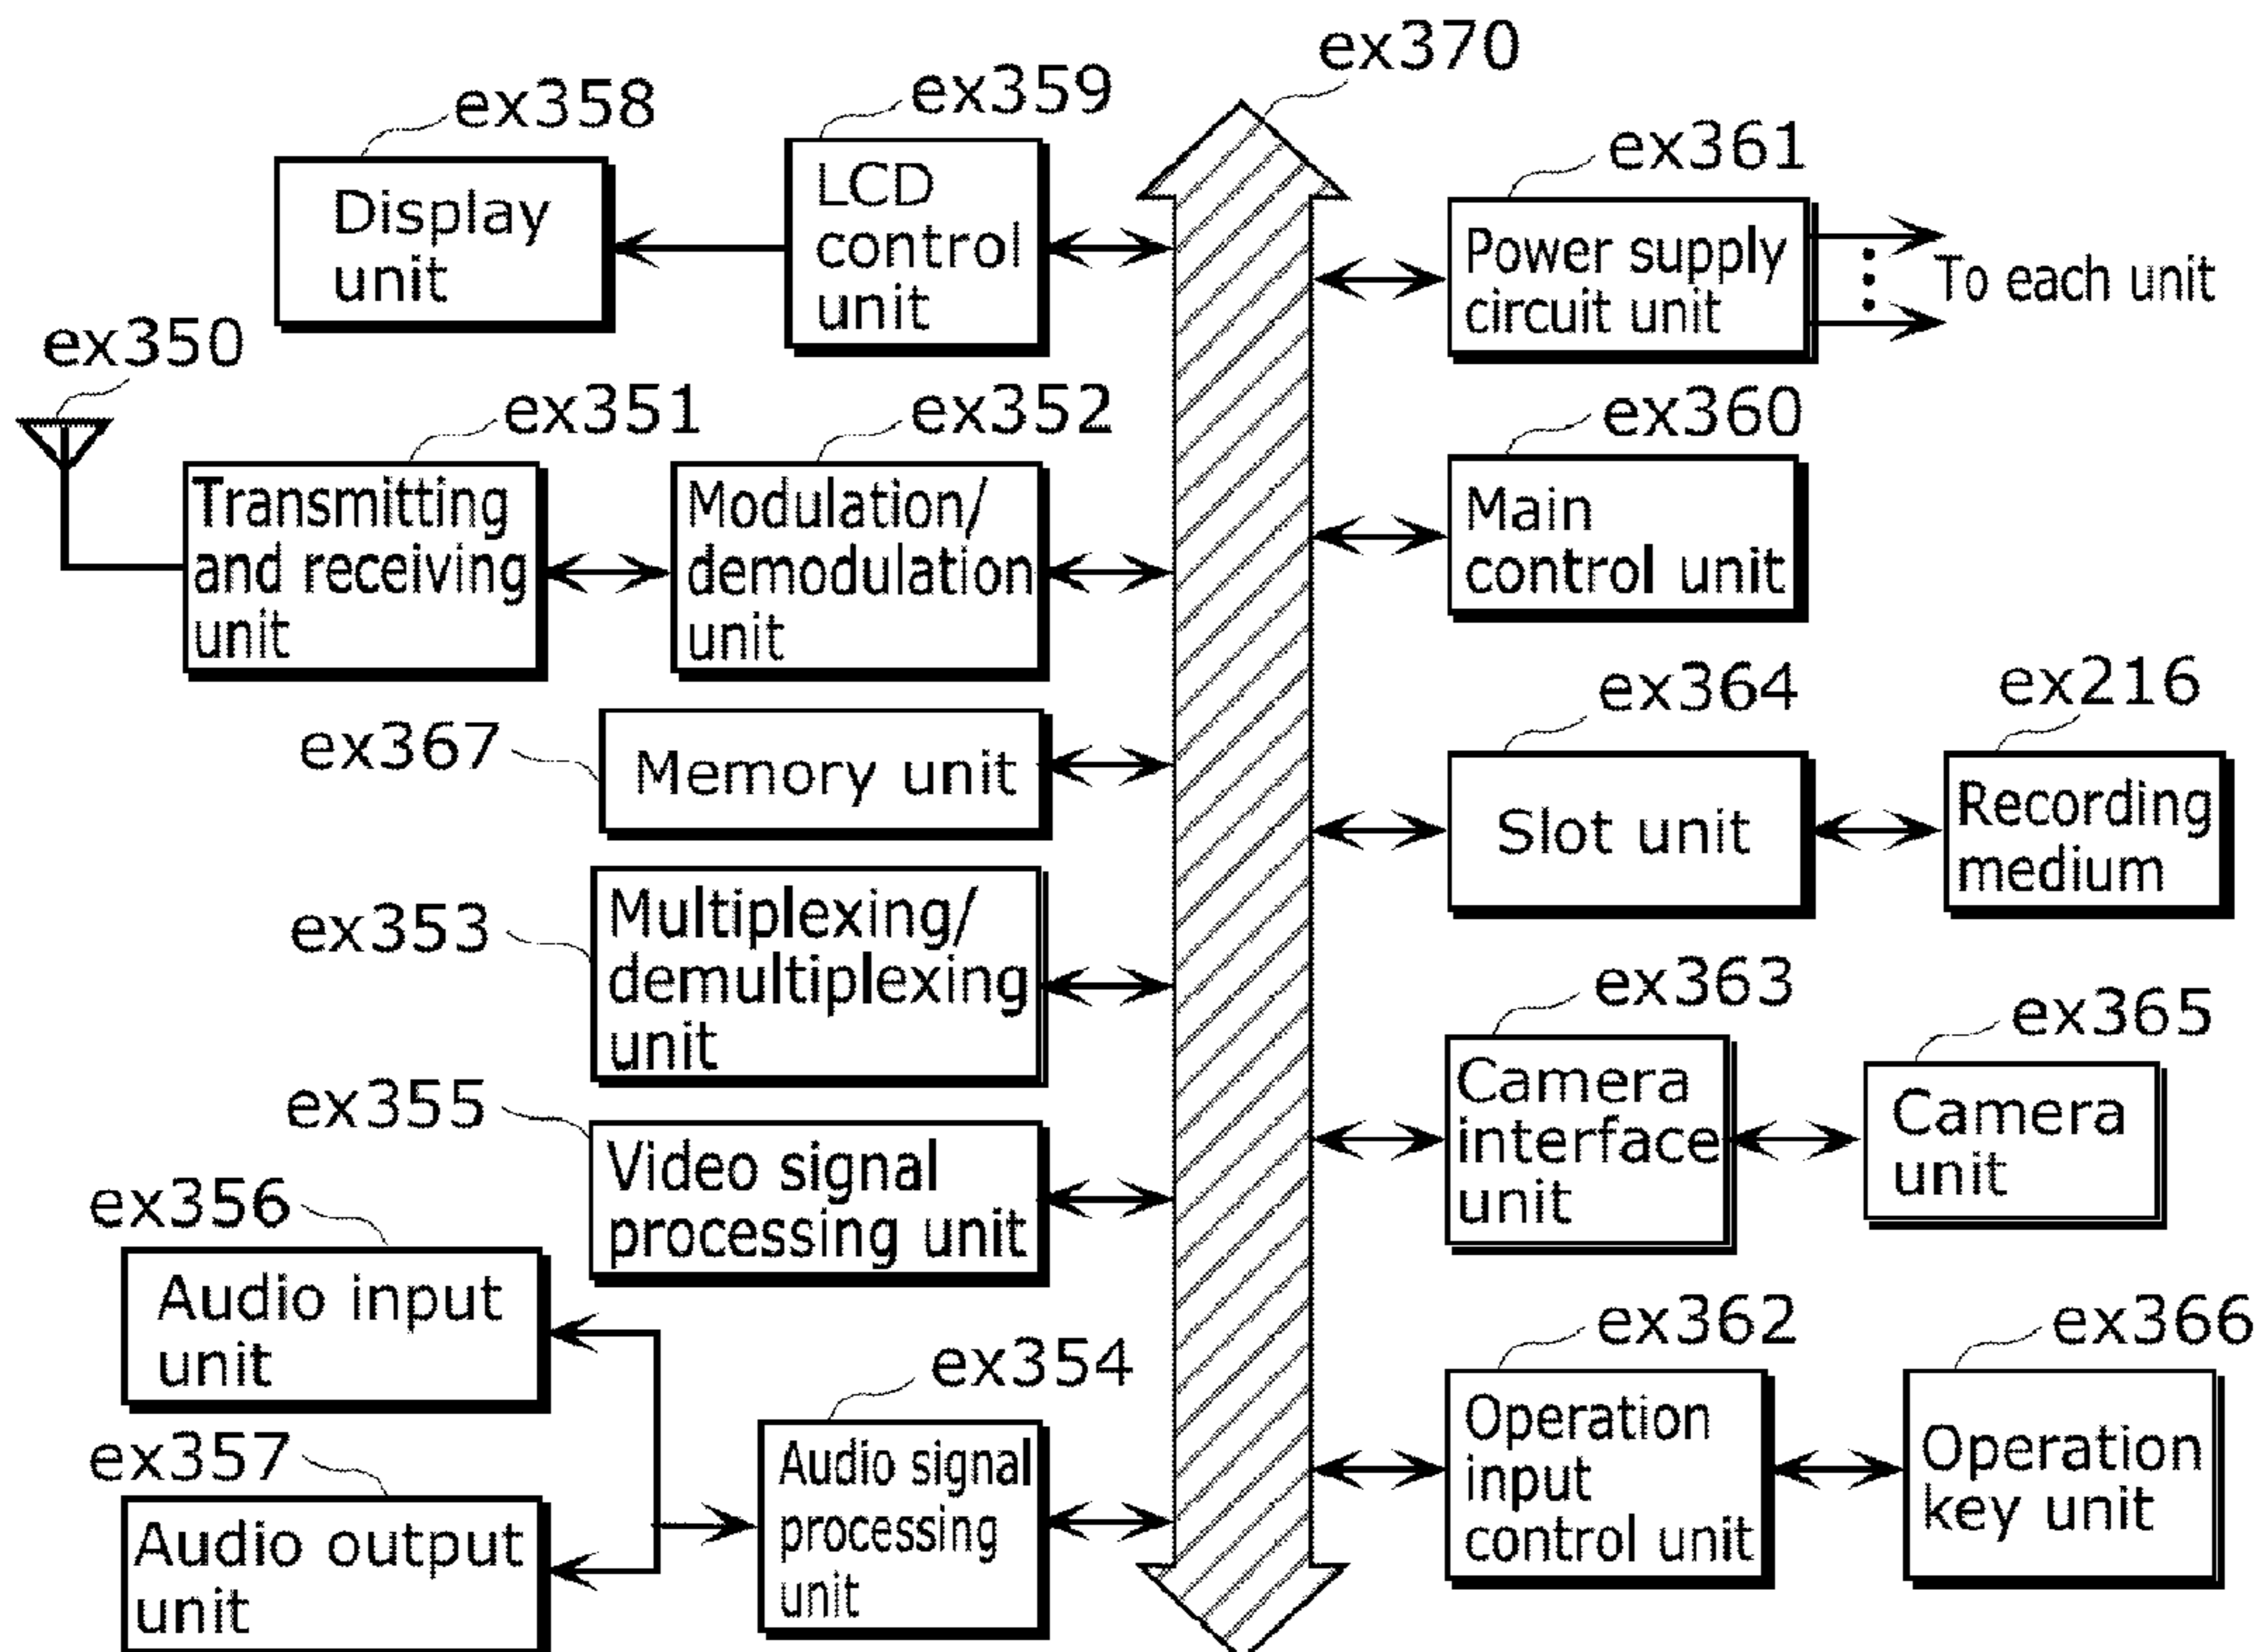 ex370
ex358
ex359
ex361
Display
unit
LCD
control
unit
Power supply
circuit unit
To each unit
ex350
ex351
ex352
ex360
Transmitting
and receiving
unit
Modulation/
demodulation
unit
Main
control unit
ex364
ex216
ex367
Memory unit
Slot unit
Recording
medium
ex353
Multiplexing/
demultiplexing
unit
ex363
ex365
Camera
interface
unit
Camera
unit
ex355
Video signal
processing unit
ex356
Audio input
unit
ex354
ex362
ex366
ex357
Audio output
unit
Audio signal
processing
unit
Operation
input
control unit
Operation
key unit